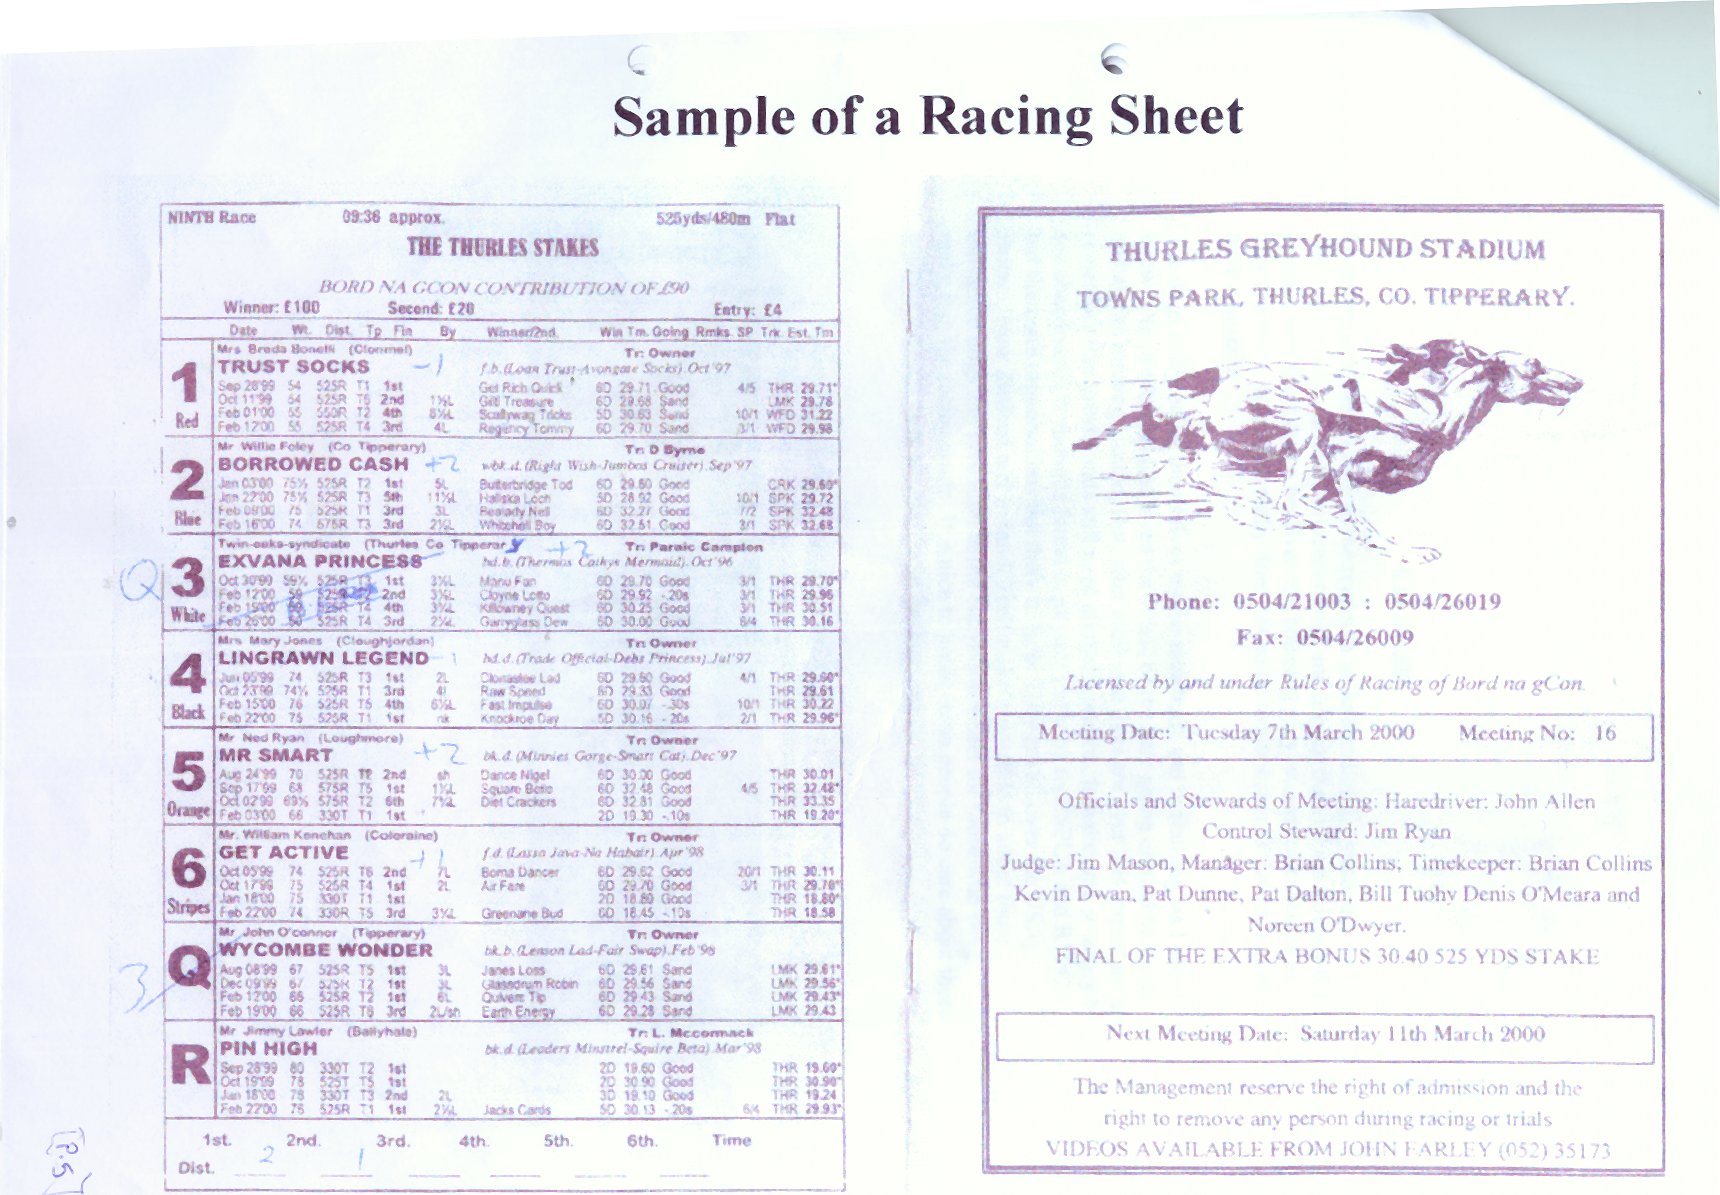 Sample of a Racing Sheet
NINTH Race 09:36 approx. 525yds/480m Flat
THE THURLES STAKES
BORD NA GCON CONTRIBUTION OF £90
Winner: £100 Second: £20 Entry: £4
Date Wt. Dist. Tp Fin By Winner/2nd. Win Tm. Going Rmks. SP Trk. Est. Tm
Mrs Breda Bonelli (Clonmel) Tr: Owner
1 TRUST SOCKS -1 f.b.(Loan Trust-Avongate Socks).Oct'97
Sep 28'99 54 525R T1 1st Get Rich Quick 6D 29.71 Good 4/5 THR 29.71*
Oct 11'99 54 525R T6 2nd 1½L Gift Treasure 6D 29.68 Sand LMK 29.78
Feb 01'00 55 550R T2 4th 8½L Scallywag Tricks 5D 30.63 Sand 10/1 WFD 31.22
Red Feb 12'00 55 525R T4 3rd 4L Regency Tommy 6D 29.70 Sand 3/1 WFD 29.98
Mr Willie Foley (Co Tipperary) Tr: D Byrne
2 BORROWED CASH +2 wbk.d.(Right Wish-Jumbos Cruiser).Sep'97
Jan 03'00 75½ 525R T2 1st 5L Butterbridge Tod 6D 29.60 Good CRK 29.60*
Jan 22'00 75½ 525R T3 5th 11½L Haliska Loch 5D 28.92 Good 10/1 SPK 29.72
Feb 09'00 75 525R T1 3rd 3L Bealady Nell 6D 32.27 Good 7/2 SPK 32.48
Blue Feb 16'00 74 575R T3 3rd 2½L Whitchell Boy 6D 32.51 Good 3/1 SPK 32.68
Twin-oaks-syndicate (Thurles Co Tipperary +2 Tr: Paraic Campion
Q 3 EXVANA PRINCESS hd.b.(Thermus Cathys Mermaid).Oct'96
Oct 30'99 59½ 525R T3 1st 3½L Manu Fan 6D 29.70 Good 3/1 THR 29.70*
Feb 12'00 59 525R 2nd 3½L Cloyne Lotto 6D 29.92 -.20s 3/1 THR 29.96
Feb 15'00 525R T4 4th 3½L Killowney Quest 6D 30.25 Good 3/1 THR 30.51
White Feb 26'00 525R T4 3rd 2¼L Garryglass Dew 5D 30.00 Good 6/4 THR 30.16
Mrs Mary Jones (Cloughjordan) Tr: Owner
4 LINGRAWN LEGEND - 1 hd.d.(Trade Official-Debs Princess).Jul'97
Jun 05'99 74 525R T3 1st 2L Clonaslee Lad 6D 29.60 Good 4/1 THR 29.60*
Oct 23'99 74½ 525R T1 3rd 4L Raw Speed 6D 29.33 Good THR 29.61
Feb 15'00 76 525R T5 4th 6½L Fast Impulse 6D 30.07 -.30s 10/1 THR 30.22
Black Feb 22'00 75 525R T1 1st nk Knockroe Day 5D 30.16 -.20s 2/1 THR 29.96*
Mr Ned Ryan (Loughmore) Tr: Owner
5 MR SMART +2 bk.d.(Minnies Gorge-Smart Cat).Dec'97
Aug 24'99 70 525R T2 2nd sh Dance Nigel 6D 30.00 Good THR 30.01
Sep 17'99 68 575R T5 1st 1½L Square Bette 6D 32.48 Good 4/5 THR 32.48*
Oct 02'99 69½ 575R T2 6th 7½L Diet Crackers 6D 32.81 Good THR 33.35
Orange Feb 03'00 66 330T T1 1st 2D 19.30 -.10s THR 19.20*
Mr. William Kenehan (Coloraine) Tr: Owner
6 GET ACTIVE +1 f.d.(Lassa Java-Na Habair).Apr'98
Oct 05'99 74 525R T6 2nd 7L Boma Dancer 6D 29.62 Good 20/1 THR 30.11
Oct 17'99 75 525R T4 1st 2L Air Fare 6D 29.70 Good 3/1 THR 29.70*
Jan 18'00 75 330T T1 1st 2D 18.80 Good THR 18.80*
Stripes Feb 22'00 74 330R T5 3rd 3½L Greenane Bud 6D 18.45 -.10s THR 18.58
Mr John O'connor (Tipperary) Tr: Owner
3 Q WYCOMBE WONDER bk.b.(Lenson Lad-Fair Swap).Feb'98
Aug 08'99 67 525R T5 1st 3L Janes Loss 6D 29.61 Sand LMK 29.61*
Dec 09'99 67 525R T2 1st 3L Glassdrum Robin 6D 29.56 Sand LMK 29.56*
Feb 12'00 66 525R T2 1st 6L Quivers Tip 6D 29.43 Sand LMK 29.43*
Feb 19'00 66 525R T6 3rd 2L/sh Earth Energy 6D 29.28 Sand LMK 29.43
Mr Jimmy Lawler (Ballyhale) Tr: L. Mccormack
R PIN HIGH bk.d.(Leaders Minstrel-Squire Beta).Mar'98
Sep 28'99 80 330T T2 1st 2D 19.60 Good THR 19.60*
Oct 19'99 78 525T T5 1st 2D 30.90 Good THR 30.90*
Jan 18'00 78 330T T3 2nd 2L 3D 19.10 Good THR 19.24
Feb 22'00 76 525R T1 1st 2½L Jacks Cards 5D 30.13 -.20s 6/4 THR 29.93*
1st. 2nd. 3rd. 4th. 5th. 6th. Time
Dist. 2 1
THURLES GREYHOUND STADIUM
TOWNS PARK, THURLES, CO. TIPPERARY.
1
Phone: 0504/21003 : 0504/26019
Fax: 0504/26009
Licensed by and under Rules of Racing of Bord na gCon.
Meeting Date: Tuesday 7th March 2000 Meeting No: 16
Officials and Stewards of Meeting: Haredriver: John Allen
Control Steward: Jim Ryan
Judge: Jim Mason, Manager: Brian Collins; Timekeeper: Brian Collins
Kevin Dwan, Pat Dunne, Pat Dalton, Bill Tuohy Denis O'Meara and
Noreen O'Dwyer.
FINAL OF THE EXTRA BONUS 30.40 525 YDS STAKE
Next Meeting Date: Saturday 11th March 2000
The Management reserve the right of admission and the
right to remove any person during racing or trials
VIDEOS AVAILABLE FROM JOHN FARLEY (052) 35173